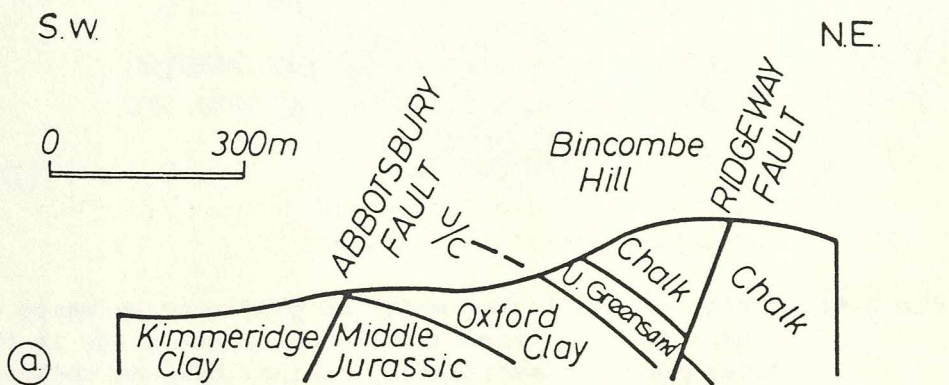 S.W.
N.E.
0 300m
ABBOTSBURY
FAULT
U/C
Bincombe
Hill
RIDGEWAY
FAULT
Chalk
U. Greensand
Chalk
Kimmeridge
Clay
Middle
Jurassic
Oxford
Clay
a.